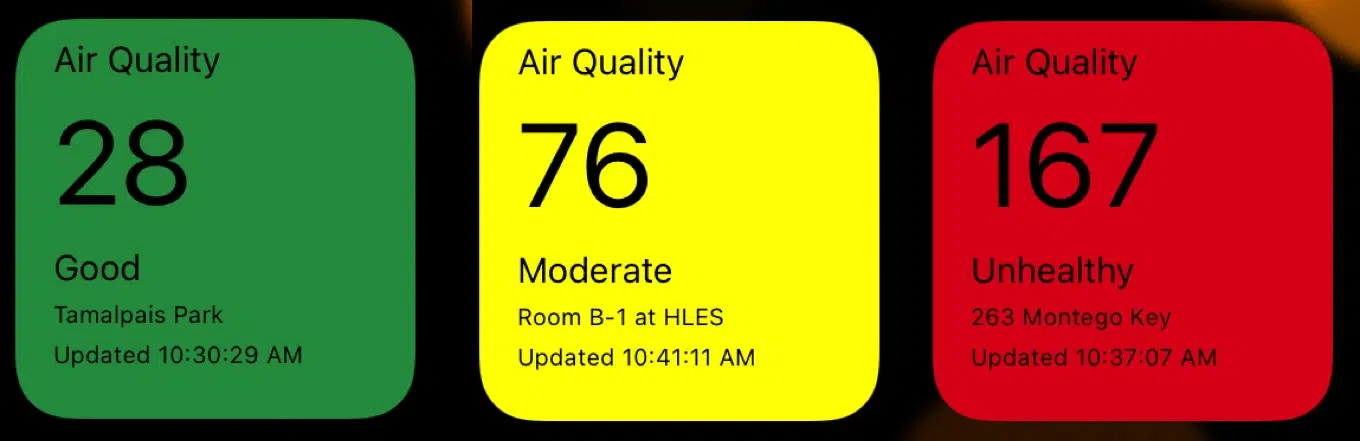 Air Quality
28
Good
Tamalpais Park
Updated 10:30:29 AM
Air Quality
76
Moderate
Room B-1 at HLES
Updated 10:41:11 AM
Air Quality
167
Unhealthy
263 Montego Key
Updated 10:37:07 AM